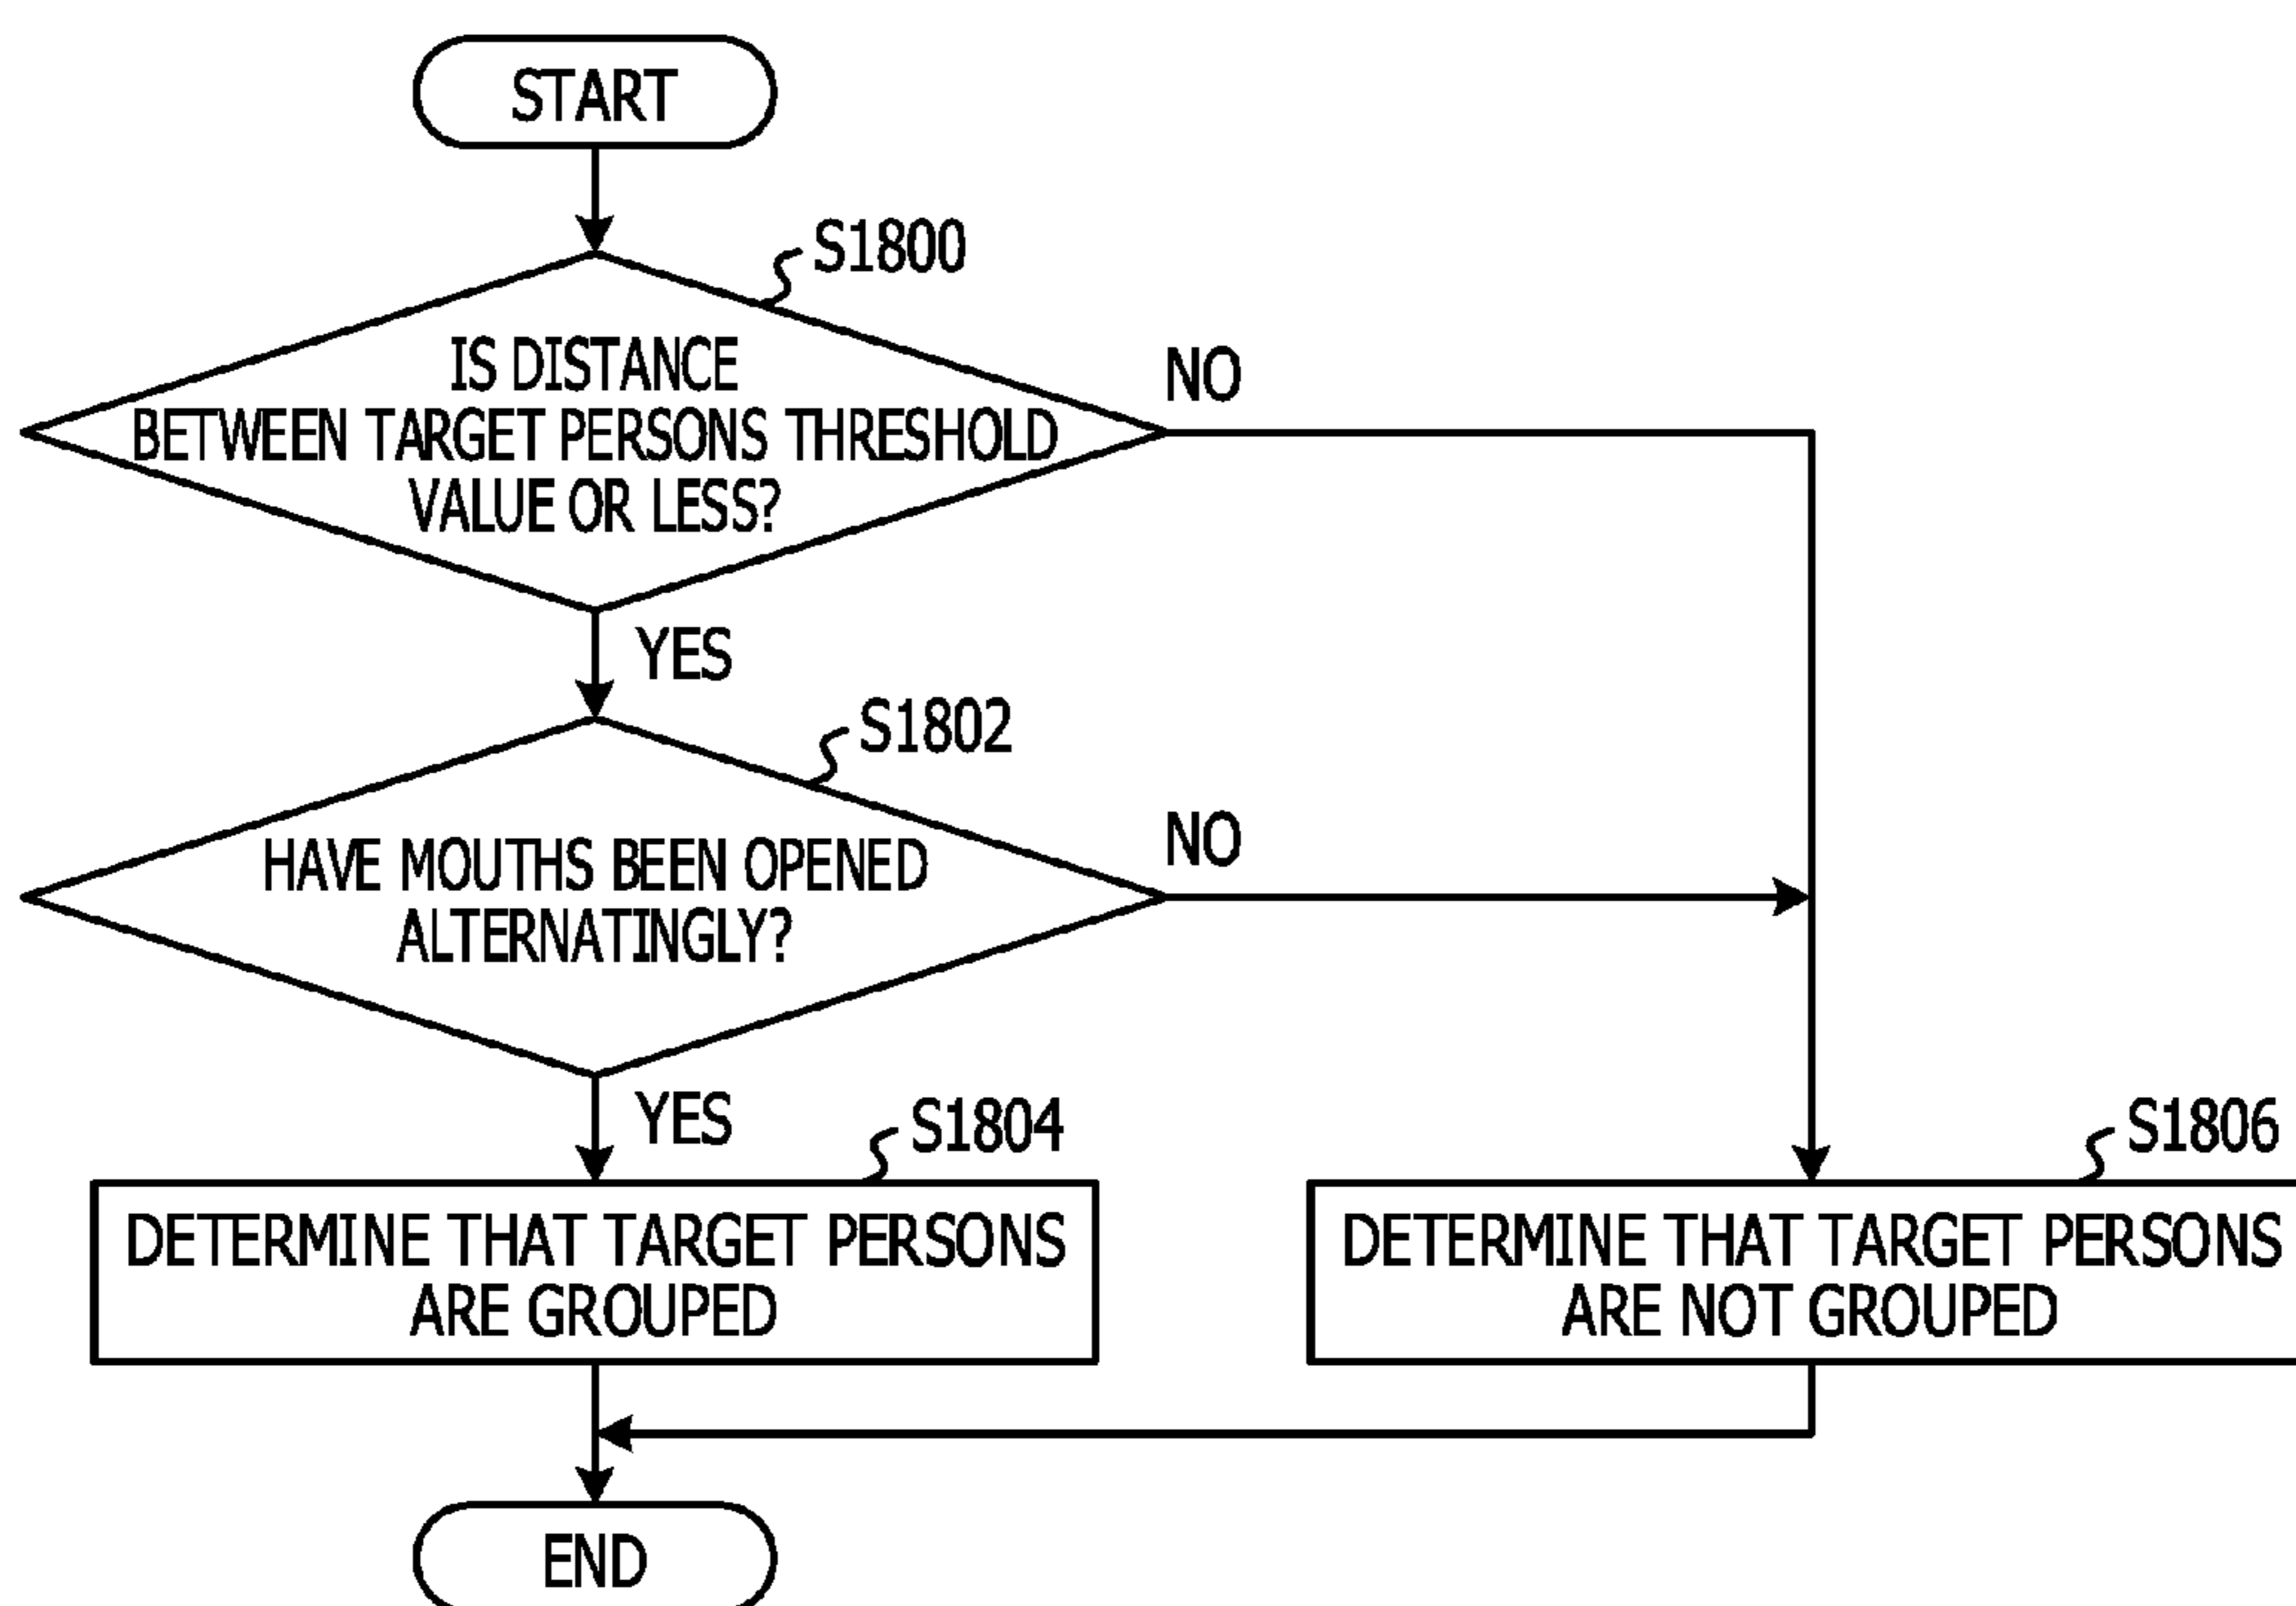 START
S1800
IS DISTANCE
BETWEEN TARGET PERSONS THRESHOLD
VALUE OR LESS?
NO
YES
S1802
HAVE MOUTHS BEEN OPENED
ALTERNATINGLY?
NO
YES
S1804
DETERMINE THAT TARGET PERSONS
ARE GROUPED
S1806
DETERMINE THAT TARGET PERSONS
ARE NOT GROUPED
END